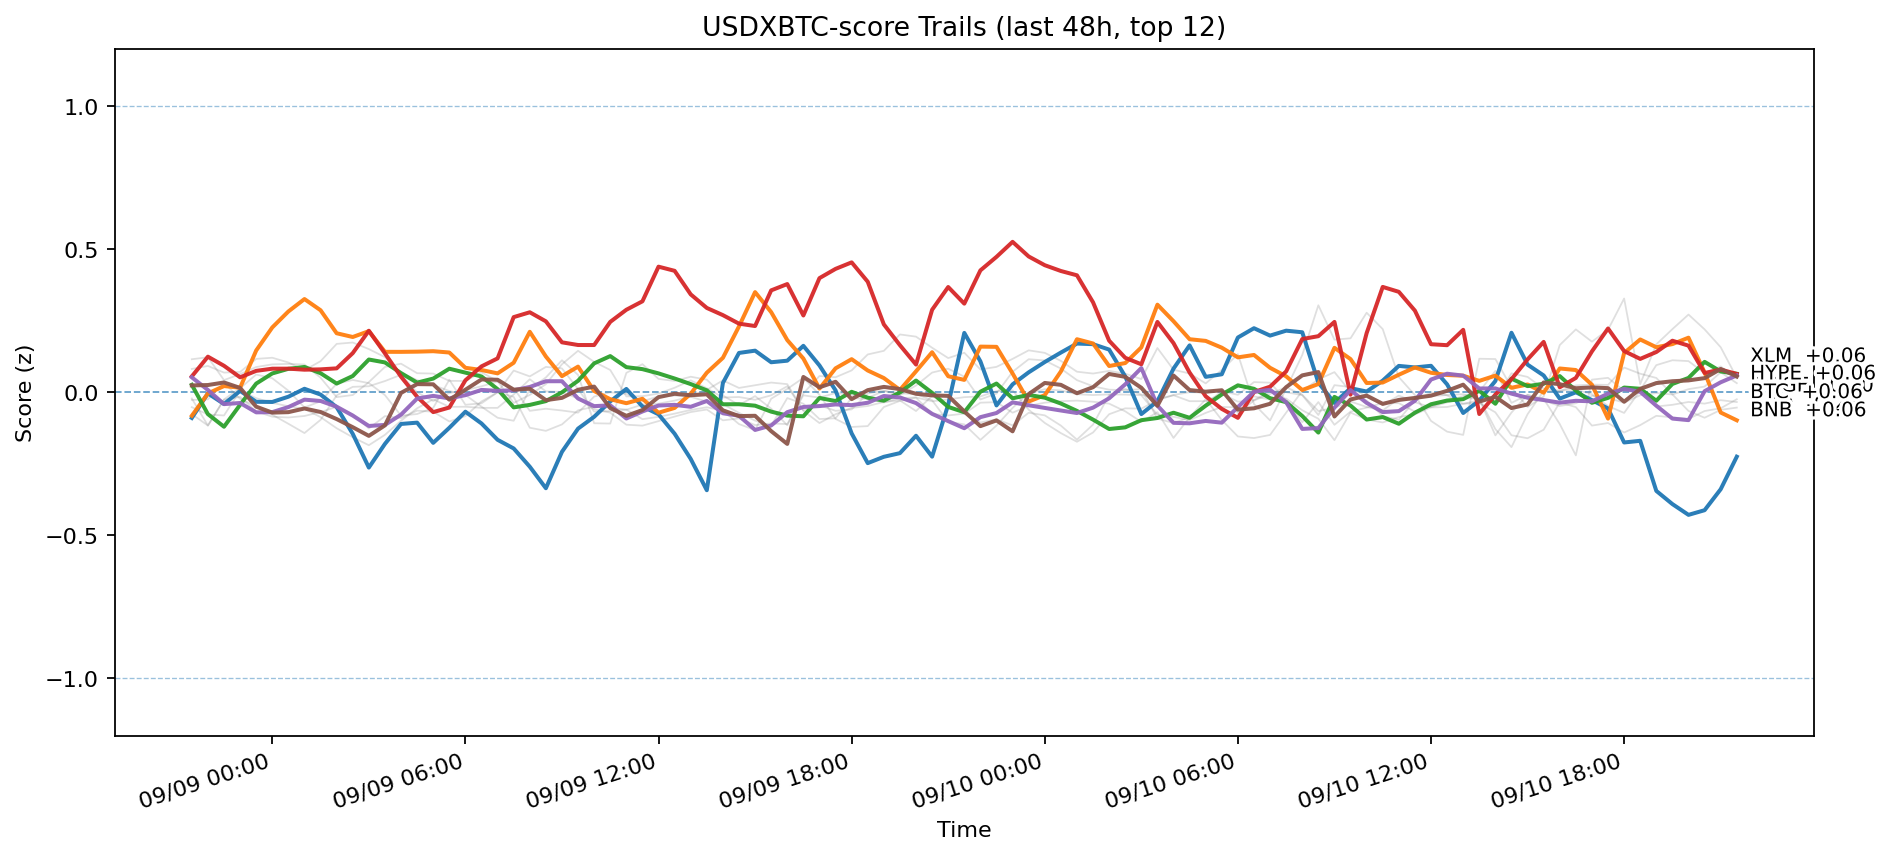 USDXBTC-score Trails (last 48h, top 12)
Score (z)
1.0
0.5
0.0
−0.5
−1.0
XLM +0.06
HYPE +0.06
BTC +0.06
BNB +0.06
09/09 00:00
09/09 06:00
09/09 12:00
09/09 18:00
09/10 00:00
09/10 06:00
09/10 12:00
09/10 18:00
Time